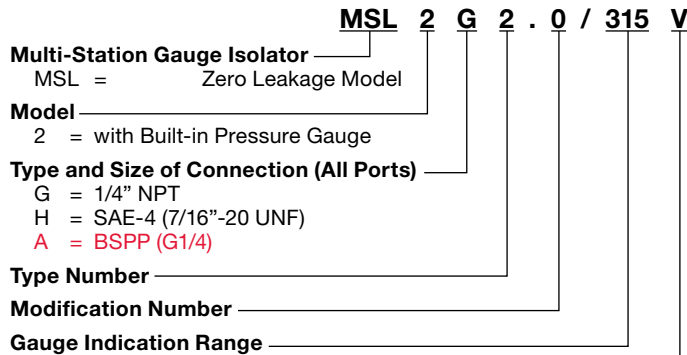 MSL 2 G 2 . 0 / 315 V
Multi-Station Gauge Isolator
MSL = Zero Leakage Model
Model
2 = with Built-in Pressure Gauge
Type and Size of Connection (All Ports)
G = 1/4” NPT
H = SAE-4 (7/16”-20 UNF)
A = BSPP (G1/4)
Type Number
Modification Number
Gauge Indication Range